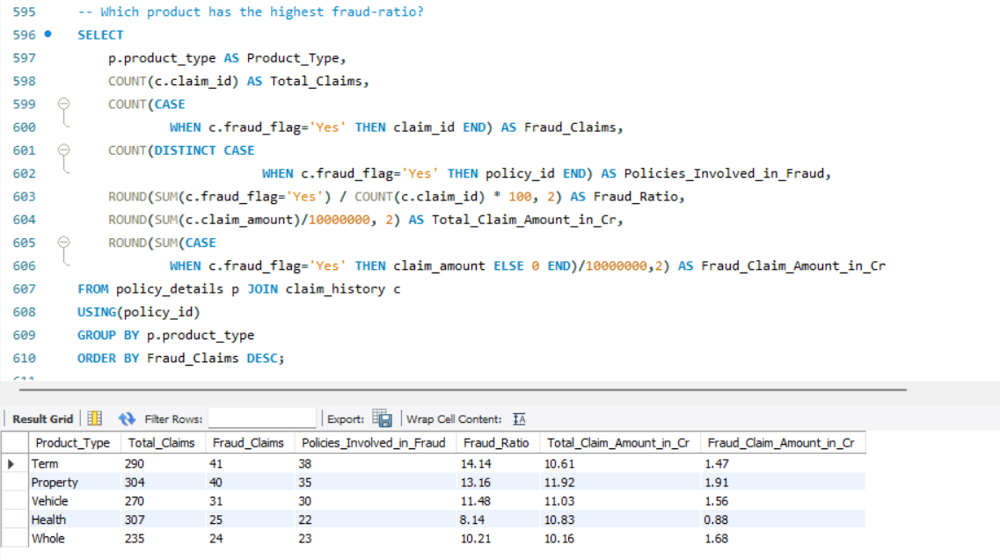 595 -- Which product has the highest fraud-ratio?
596 SELECT
597 p.product_type AS Product_Type,
598 COUNT(c.claim_id) AS Total_Claims,
599 COUNT(CASE
600 WHEN c.fraud_flag='Yes' THEN claim_id END) AS Fraud_Claims,
601 COUNT(DISTINCT CASE
602 WHEN c.fraud_flag='Yes' THEN policy_id END) AS Policies_Involved_in_Fraud,
603 ROUND(SUM(c.fraud_flag='Yes') / COUNT(c.claim_id) * 100, 2) AS Fraud_Ratio,
604 ROUND(SUM(c.claim_amount)/10000000, 2) AS Total_Claim_Amount_in_Cr,
605 ROUND(SUM(CASE
606 WHEN c.fraud_flag='Yes' THEN claim_amount ELSE 0 END)/10000000,2) AS Fraud_Claim_Amount_in_Cr
607 FROM policy_details p JOIN claim_history c
608 USING(policy_id)
609 GROUP BY p.product_type
610 ORDER BY Fraud_Claims DESC;
611
Result Grid Filter Rows: Export: Wrap Cell Content: IA
Product_Type Total_Claims Fraud_Claims Policies_Involved_in_Fraud Fraud_Ratio Total_Claim_Amount_in_Cr Fraud_Claim_Amount_in_Cr
Term 290 41 38 14.14 10.61 1.47
Property 304 40 35 13.16 11.92 1.91
Vehicle 270 31 30 11.48 11.03 1.56
Health 307 25 22 8.14 10.83 0.88
Whole 235 24 23 10.21 10.16 1.68